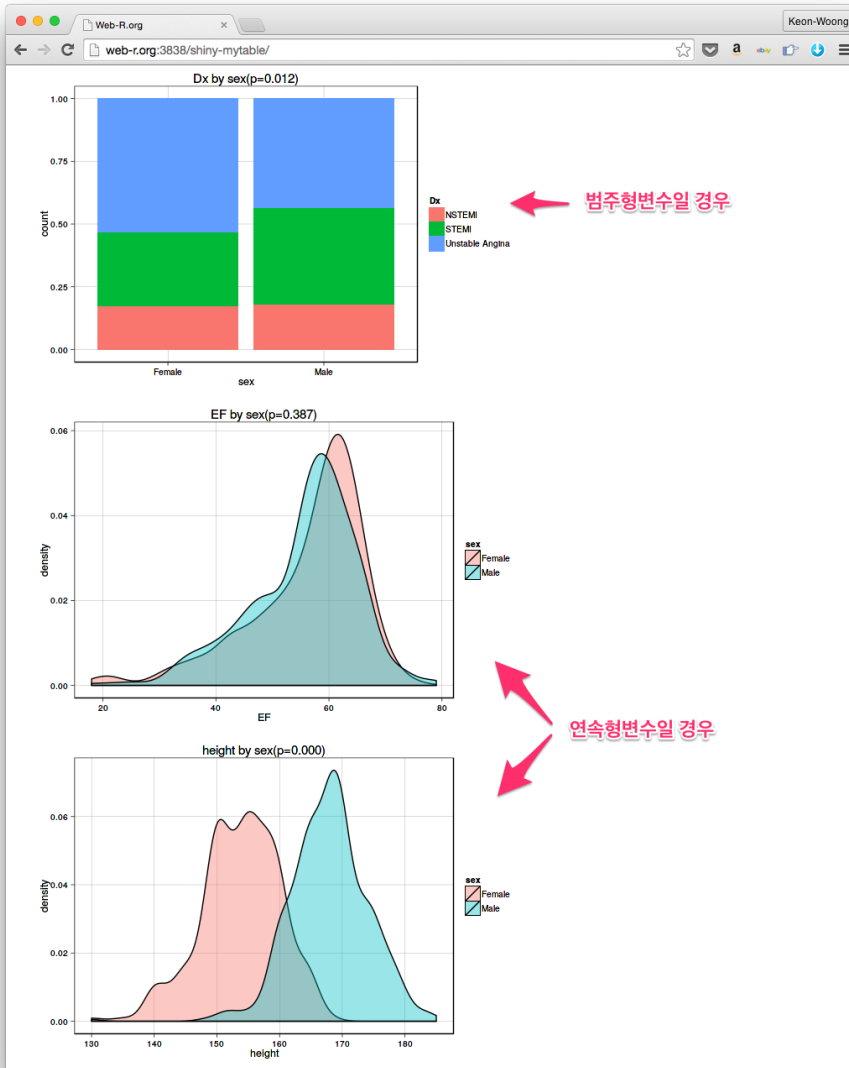 Web-R.org
Keon-Woong
web-r.org:3838/shiny-mytable/
Dx by sex(p=0.012)
1.00
0.75
0.50
0.25
0.00
count
Female
Male
sex
Dx
NSTEMI
STEMI
Unstable Angina
범주형변수일 경우
EF by sex(p=0.387)
0.06
0.04
0.02
0.00
density
20
40
60
80
EF
sex
Female
Male
연속형변수일 경우
height by sex(p=0.000)
0.06
0.04
0.02
0.00
density
130
140
150
160
170
180
height
sex
Female
Male